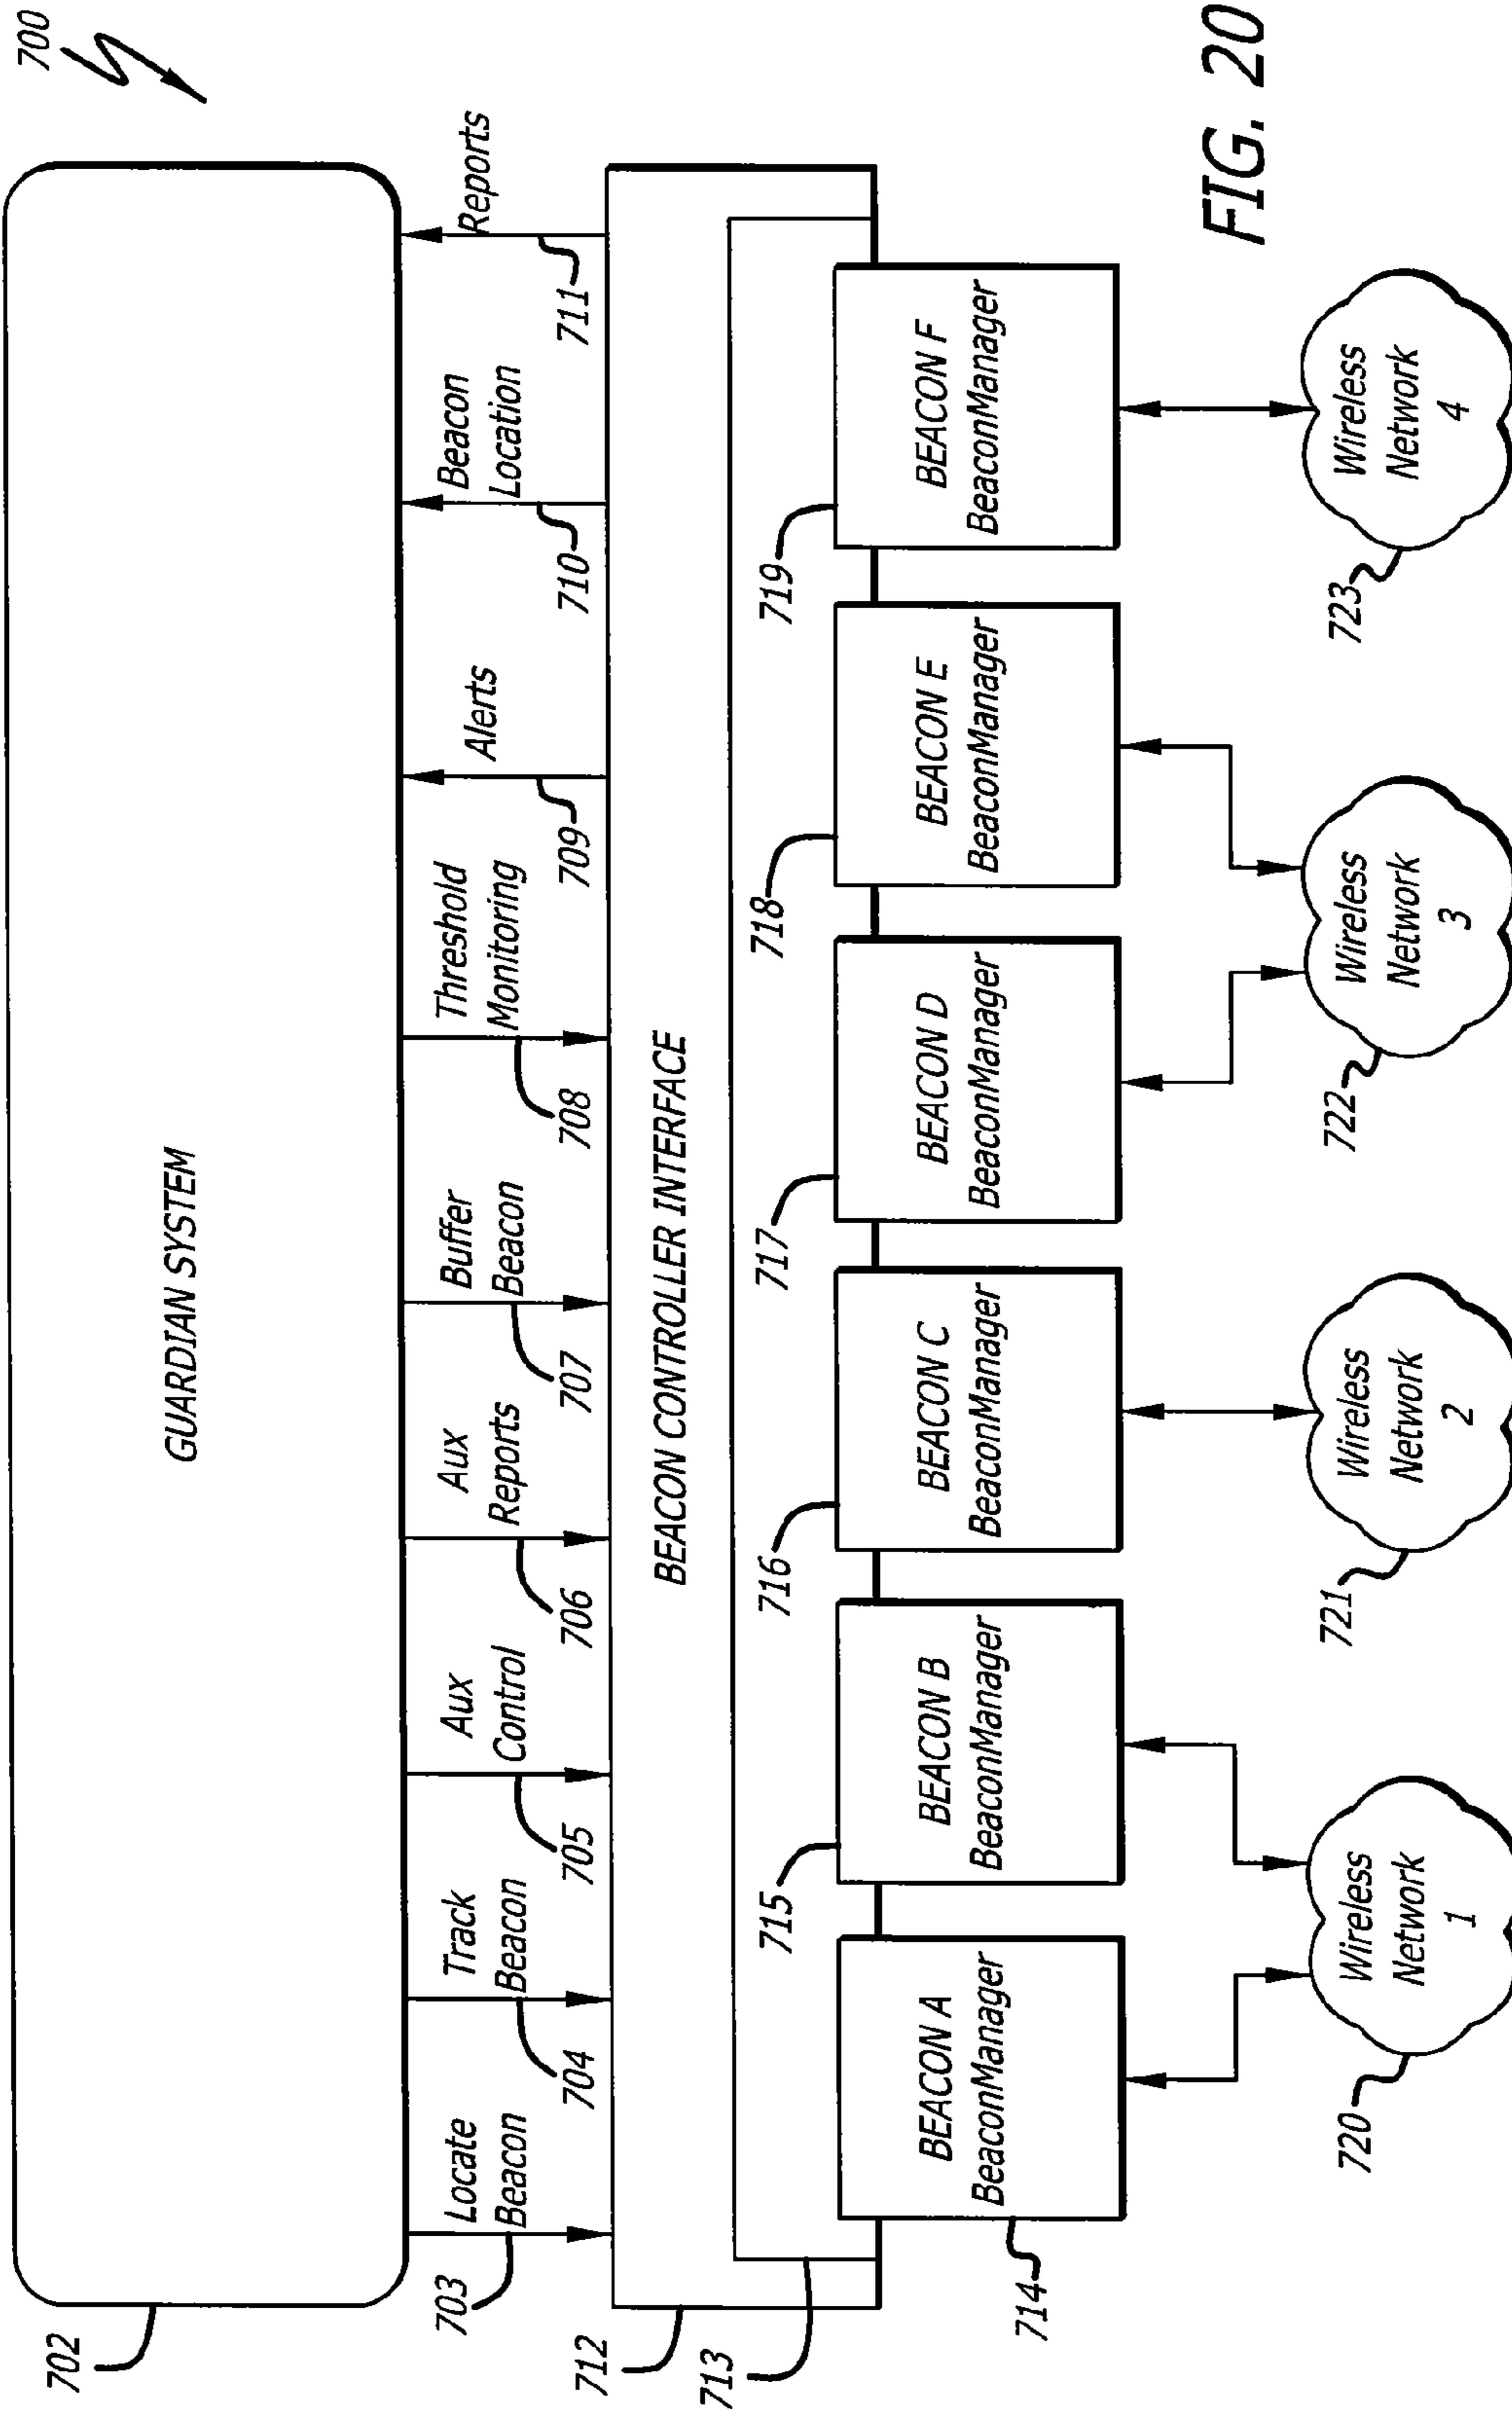 700
702
GUARDIAN SYSTEM
703
Locate
Beacon
704
Track
Beacon
705
Aux
Control
706
Aux
Reports
707
Buffer
Beacon
708
Threshold
Monitoring
709
Alerts
710
Beacon
Location
711
Reports
712
BEACON CONTROLLER INTERFACE
713
714
BEACON A
BeaconManager
715
BEACON B
BeaconManager
716
BEACON C
BeaconManager
717
BEACON D
BeaconManager
718
BEACON E
BeaconManager
719
BEACON F
BeaconManager
720
Wireless
Network
1
721
Wireless
Network
2
722
Wireless
Network
3
723
Wireless
Network
4
FIG. 20